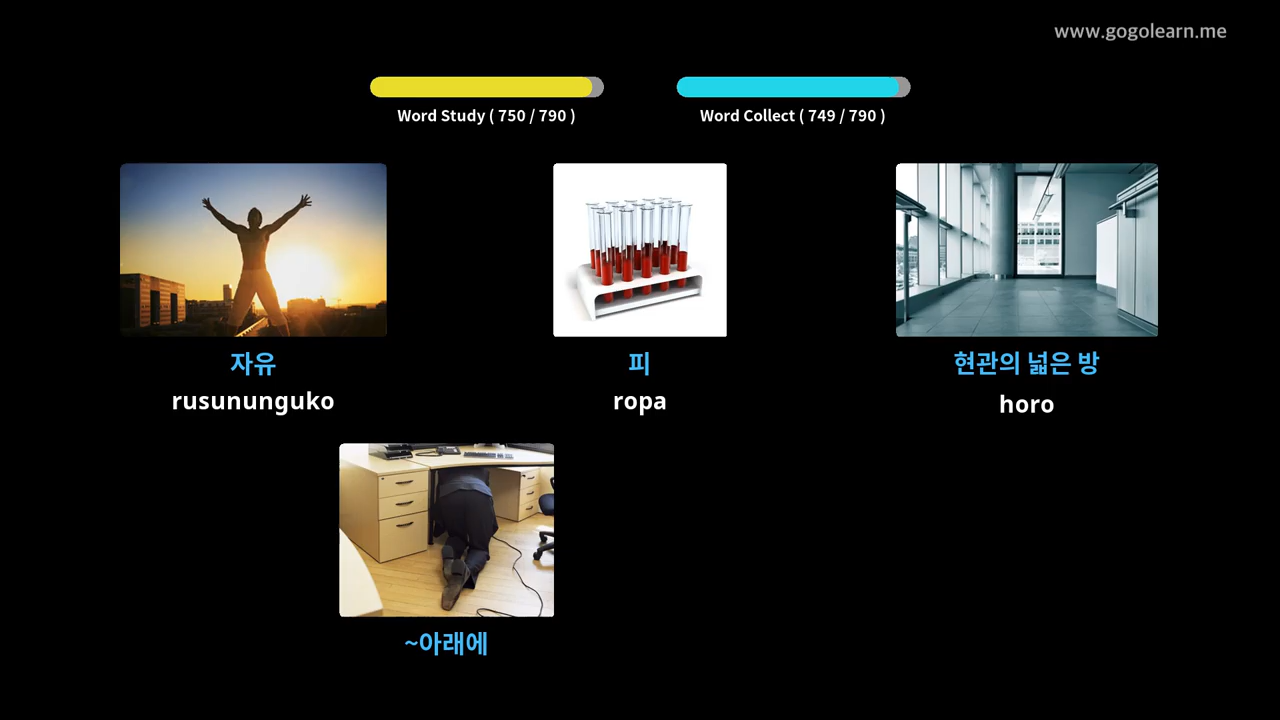 www.gogolearn.me
Word Study ( 750 / 790 )
Word Collect ( 749 / 790 )
자유
피
현관의 넓은 방
rusununguko
ropa
horo
~아래에